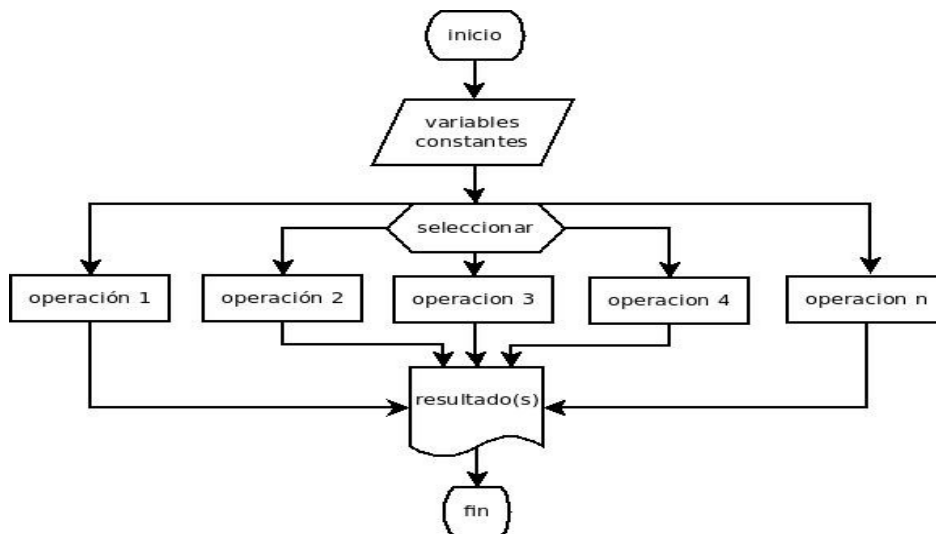 inicio
variables
constantes
seleccionar
operación 1
operación 2
operacion 3
operacion 4
operacion n
resultado(s)
fin